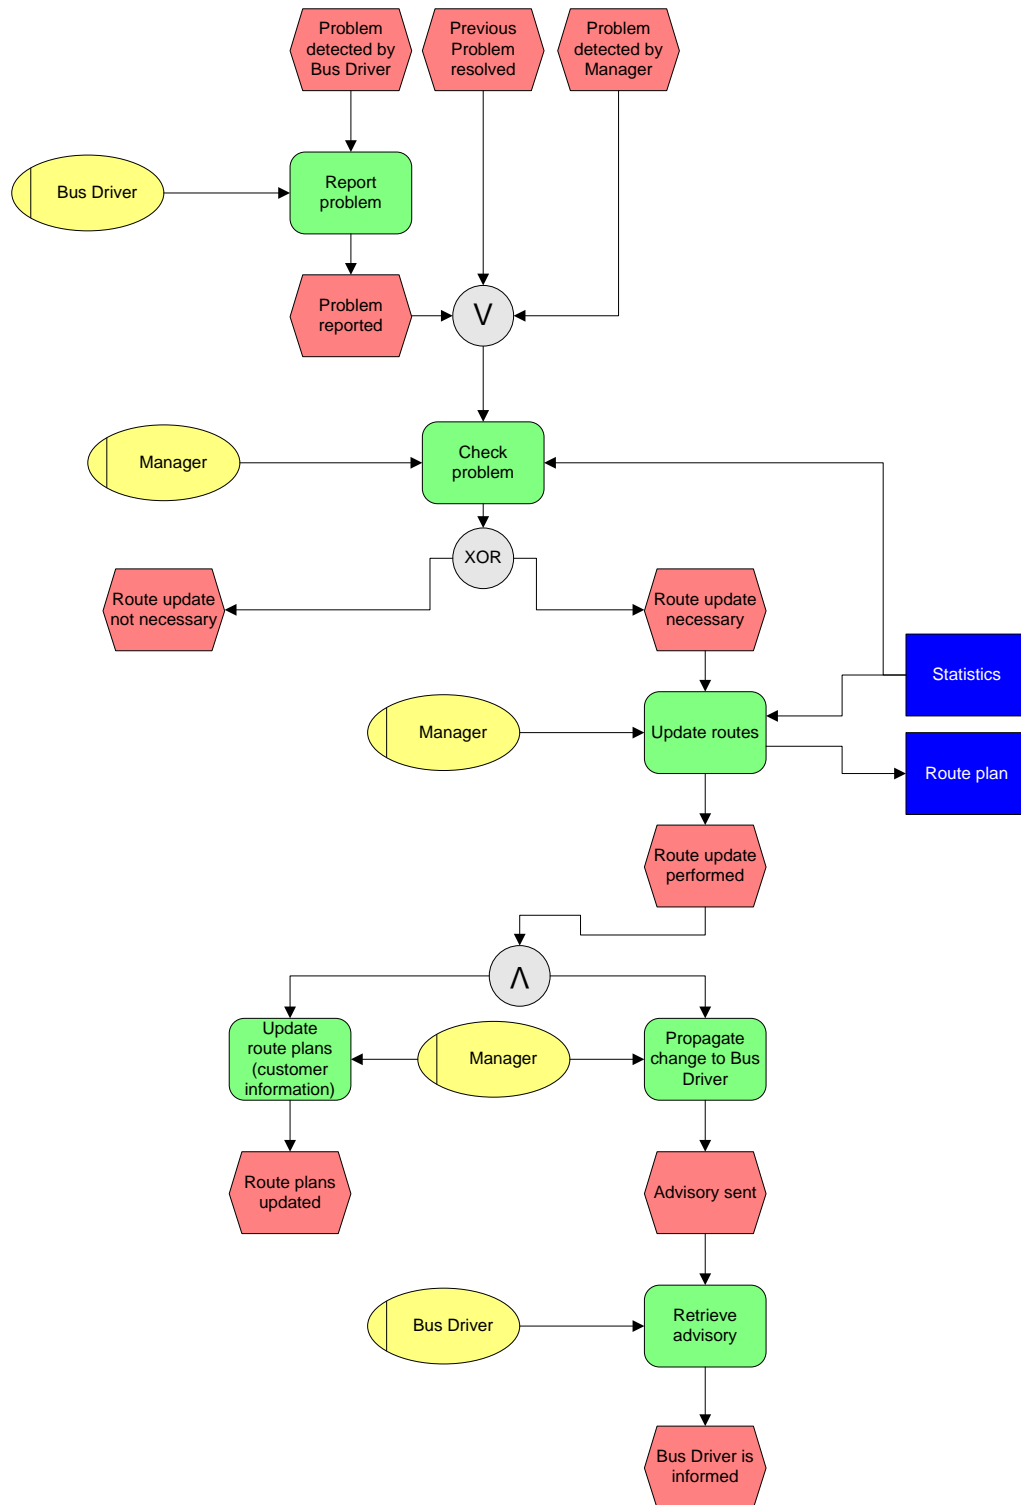 Problem
detected by
Bus Driver
Previous
Problem
resolved
Problem
detected by
Manager
Bus Driver
Report
problem
Problem
reported
V
Manager
Check
problem
XOR
Route update
not necessary
Route update
necessary
Statistics
Manager
Update routes
Route plan
Route update
performed
Λ
Update
route plans
(customer
information)
Manager
Propagate
change to Bus
Driver
Route plans
updated
Advisory sent
Bus Driver
Retrieve
advisory
Bus Driver is
informed